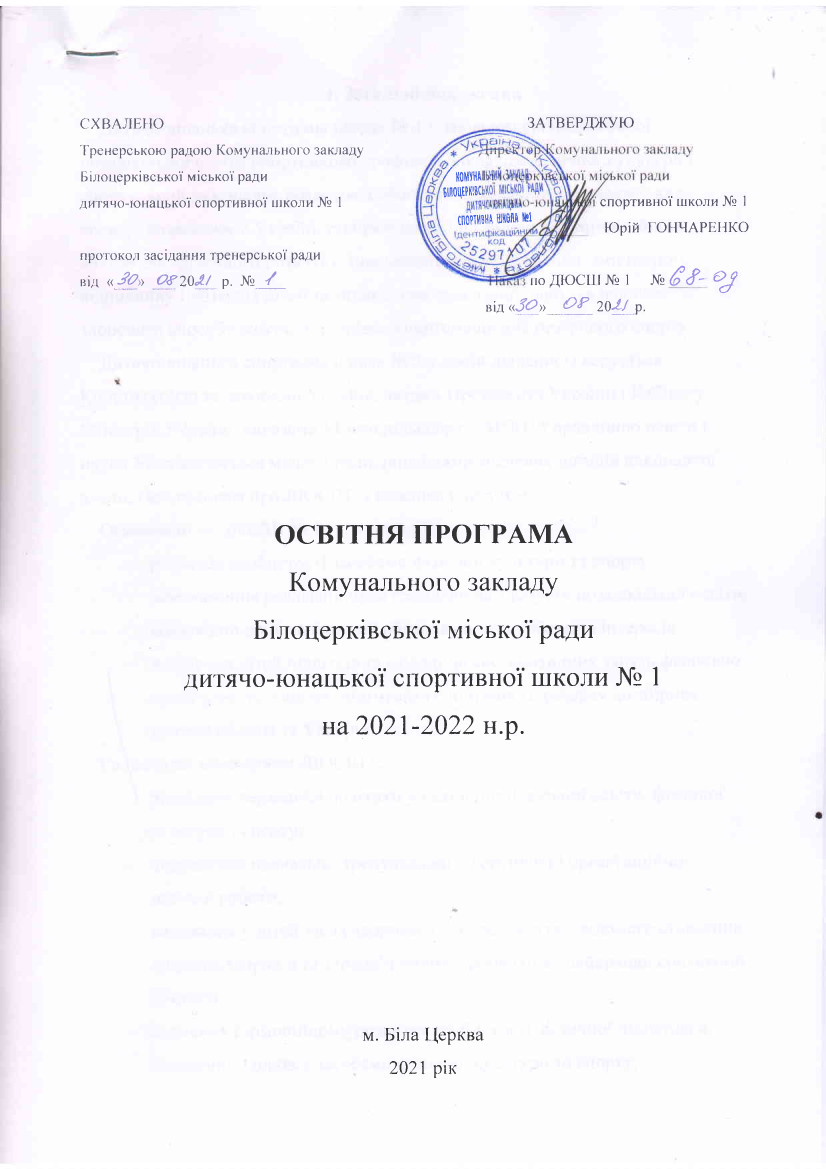 СХВАЛЕНО
Тренерською радою Комунального закладу
Білоцерківської міської ради
дитячо-юнацької спортивної школи № 1
протокол засідання тренерської ради
від «30» 08 2021 р. № 1
ЗАТВЕРДЖУЮ
Директор Комунального закладу
Білоцерківської міської ради
дитячо-юнацької спортивної школи № 1
Юрій ГОНЧАРЕНКО
Наказ по ДЮСШ № 1 № 68-од
від «30» 08 2021 р.
Україна * Київська область * місто Біла Церква *
КОМУНАЛЬНИЙ ЗАКЛАД
БІЛОЦЕРКІВСЬКОЇ МІСЬКОЇ РАДИ
ДИТЯЧО-ЮНАЦЬКА
СПОРТИВНА ШКОЛА №1
Ідентифікаційний
код
25297107
ОСВІТНЯ ПРОГРАМА
Комунального закладу
Білоцерківської міської ради
дитячо-юнацької спортивної школи № 1
на 2021-2022 н.р.
м. Біла Церква
2021 рік